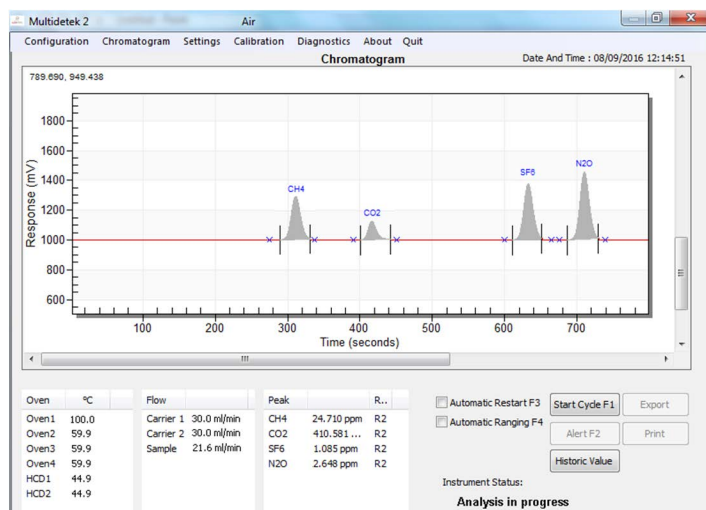 Multidetek 2 Air
Configuration Chromatogram Settings Calibration Diagnostics About Quit
Chromatogram Date And Time : 08/09/2016 12:14:51
789.690, 949.438
1800
1600
1400
1200
1000
800
600
Response (mV)
CH4
CO2
SF6
N2O
100 200 300 400 500 600 700
Time (seconds)
Oven °C
Oven1 100.0
Oven2 59.9
Oven3 59.9
Oven4 59.9
HCD1 44.9
HCD2 44.9
Flow
Carrier 1 30.0 ml/min
Carrier 2 30.0 ml/min
Sample 21.6 ml/min
Peak R..
CH4 24.710 ppm R2
CO2 410.581 ... R2
SF6 1.085 ppm R2
N2O 2.648 ppm R2
Automatic Restart F3
Automatic Ranging F4
Start Cycle F1 Export
Alert F2 Print
Historic Value
Instrument Status:
Analysis in progress